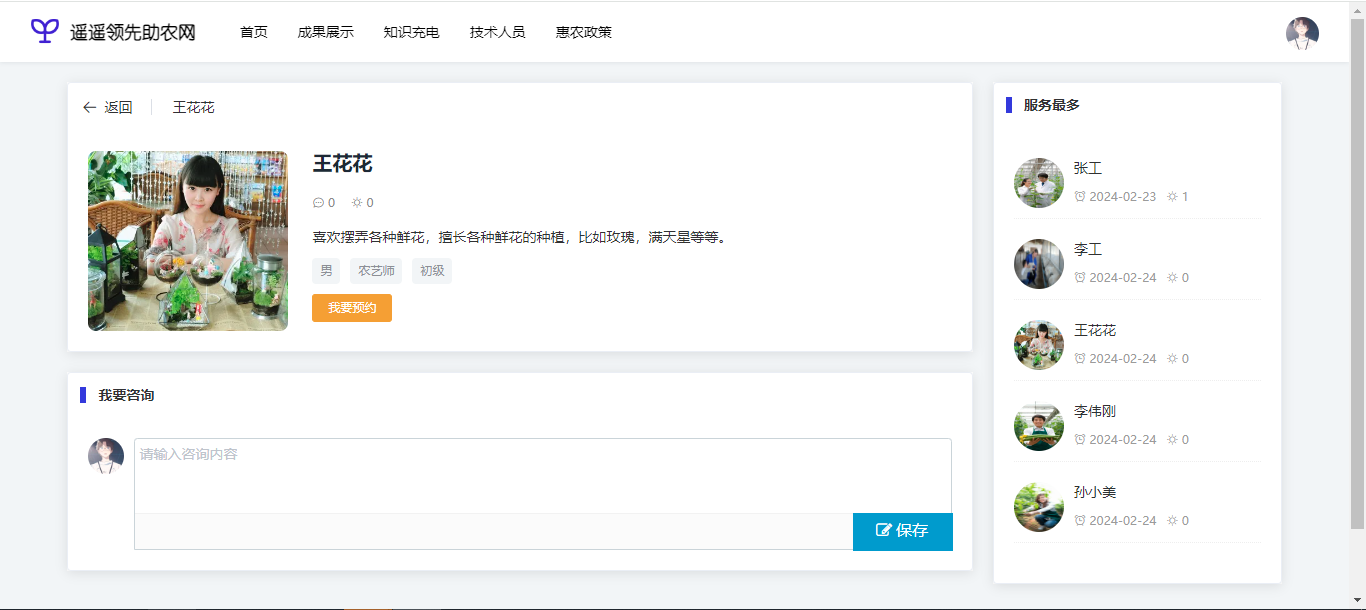 遥遥领先助农网 首页 成果展示 知识充电 技术人员 惠农政策
返回 王花花
王花花
0 0
喜欢摆弄各种鲜花，擅长各种鲜花的种植，比如玫瑰，满天星等等。
男 农艺师 初级
我要预约
我要咨询
请输入咨询内容
保存
服务最多
张工
2024-02-23 1
李工
2024-02-24 0
王花花
2024-02-24 0
李伟刚
2024-02-24 0
孙小美
2024-02-24 0